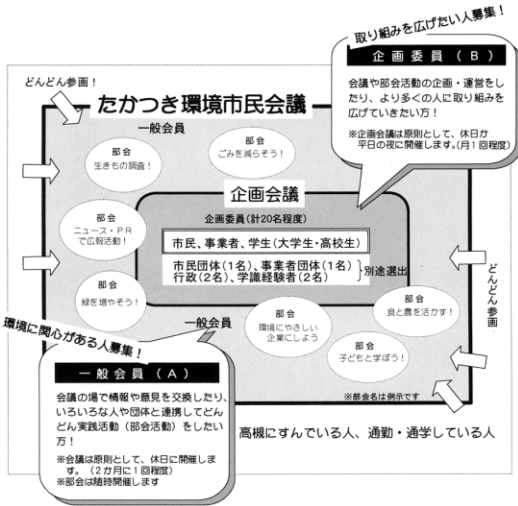 取り組みを広げたい人募集！
企画委員（B）
会議や部会活動の企画・運営をし
たり、より多くの人に取り組みを
広げていきたい方！
※企画会議は原則として、休日か
平日の夜に開催します。（月1回程度）
どんどん参画！
たかつき環境市民会議
一般会員
部会
生きもの調査！
部会
ごみを減らそう！
企画会議
企画委員（計20名程度）
市民、事業者、学生（大学生・高校生）
市民団体（1名）、事業者団体（1名）
行政（2名）、学識経験者（2名）
別途選出
部会
ニュース・PR
で広報活動！
部会
緑を増やそう！
一般会員
部会
環境にやさしい
企業にしよう
部会
食と農を活かす！
部会
子どもと学ぼう！
どんどん参画
※部会名は例示です
環境に関心がある人募集！
一般会員（A）
会議の場で情報や意見を交換したり、
いろいろな人や団体と連携してどん
どん実践活動（部会活動）をしたい
方！
※会議は原則として、休日に開催しま
す。（2か月に1回程度）
※部会は随時開催します
高槻にすんでいる人、通勤・通学している人